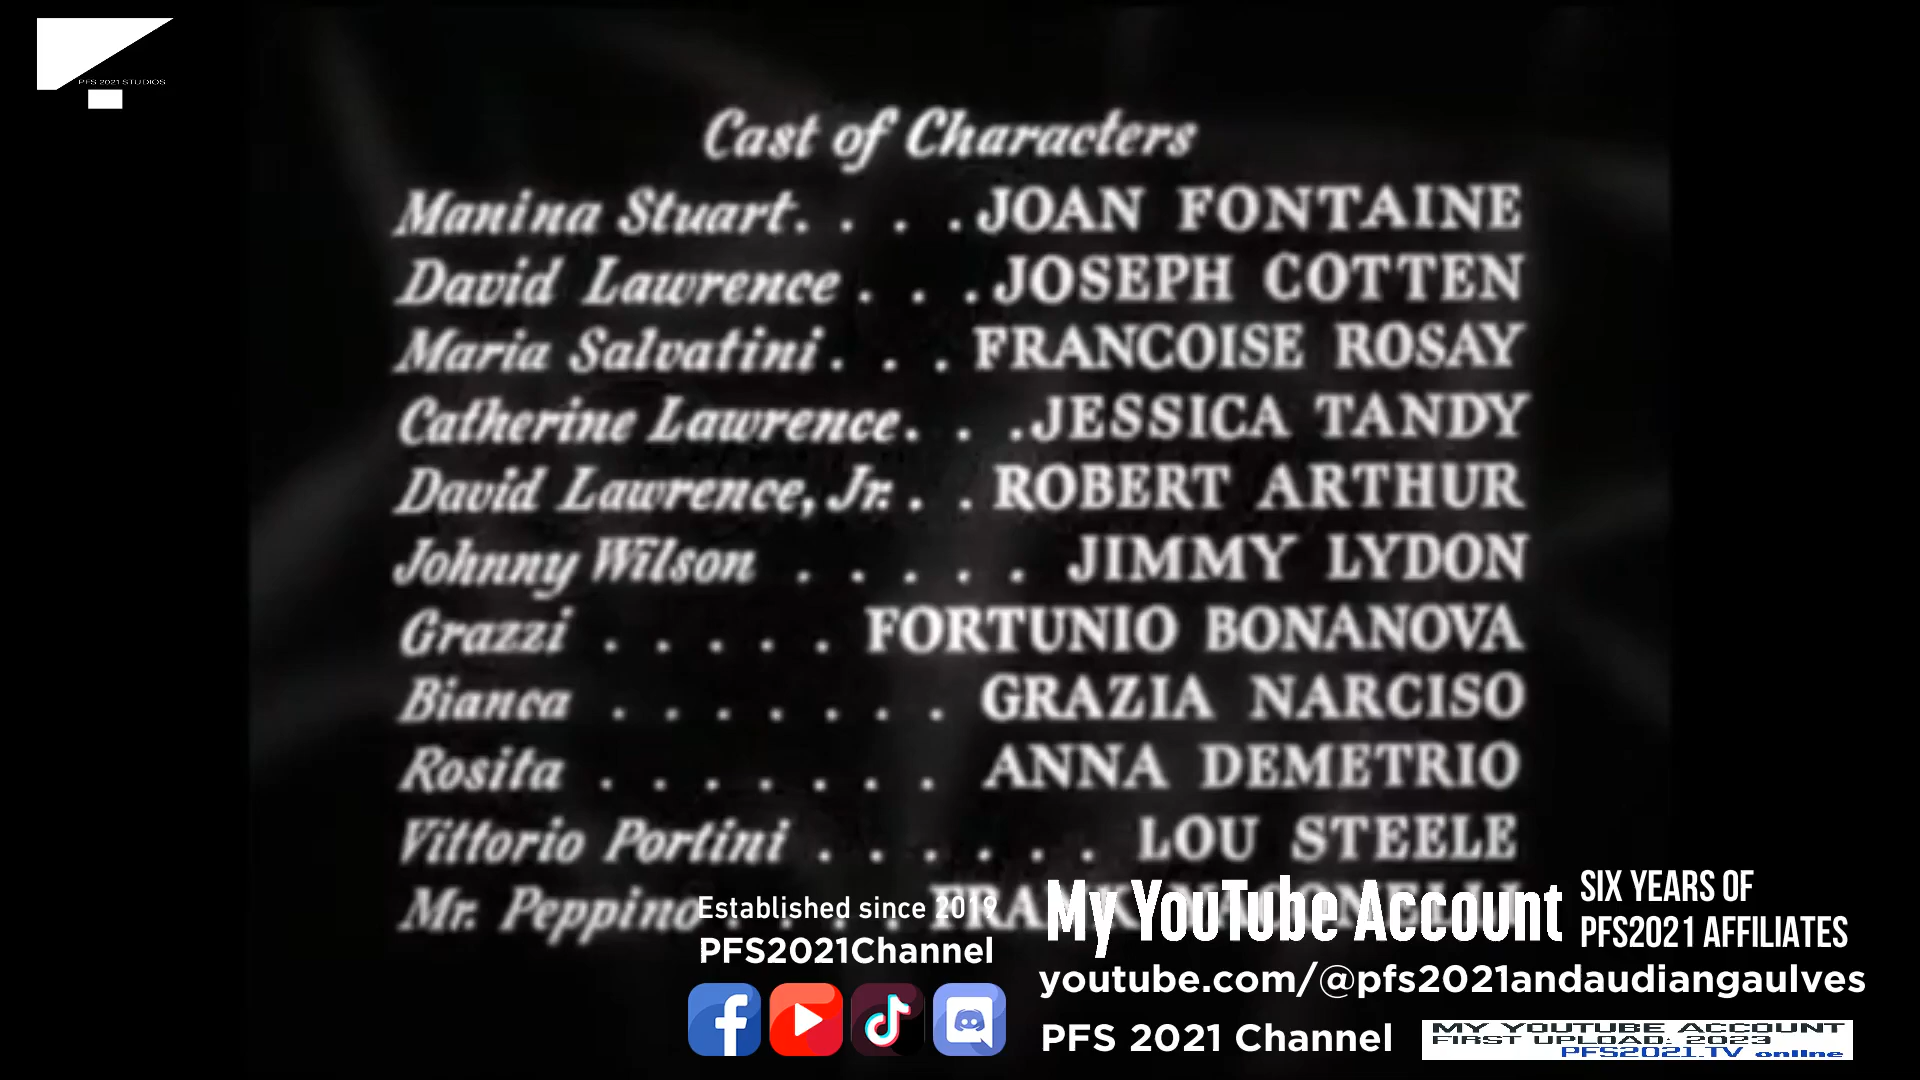 PFS 2021 STUDIOS
Cast of Characters
Manina Stuart. . . . JOAN FONTAINE
David Lawrence . . . JOSEPH COTTEN
Maria Salvatini . . . FRANCOISE ROSAY
Catherine Lawrence. . . JESSICA TANDY
David Lawrence, Jr. . . ROBERT ARTHUR
Johnny Wilson . . . . . JIMMY LYDON
Grazzi . . . . . FORTUNIO BONANOVA
Bianca . . . . . . . GRAZIA NARCISO
Rosita . . . . . . . ANNA DEMETRIO
Vittorio Portini . . . . . . LOU STEELE
Mr. Peppino . . . . FRANK
Established since 2019
PFS2021Channel
My YouTube Account
SIX YEARS OF
PFS2021 AFFILIATES
youtube.com/@pfs2021andaudiangaulves
PFS 2021 Channel
MY YOUTUBE ACCOUNT
FIRST UPLOAD: 2023
PFS2021.TV online